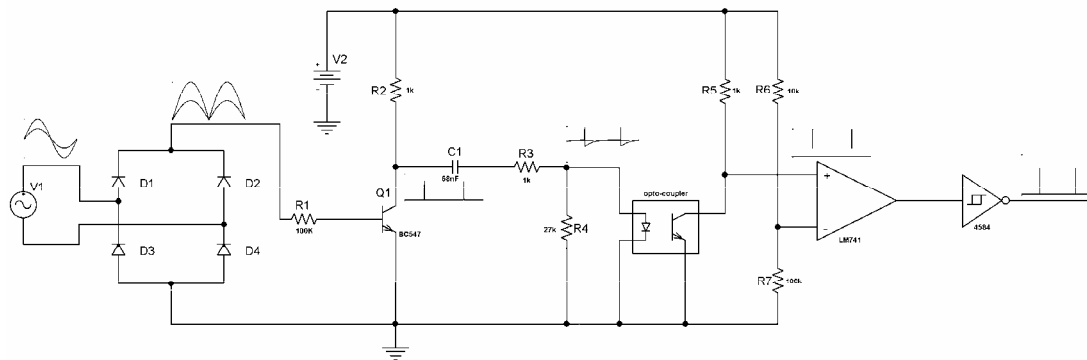 V2
R2
1k
R5
1k
R6
10k
V1
D1
D2
D3
D4
R1
100K
Q1
BC547
C1
68nF
R3
1k
R4
27k
opto-coupler
+
-
LM741
R7
100k
4584